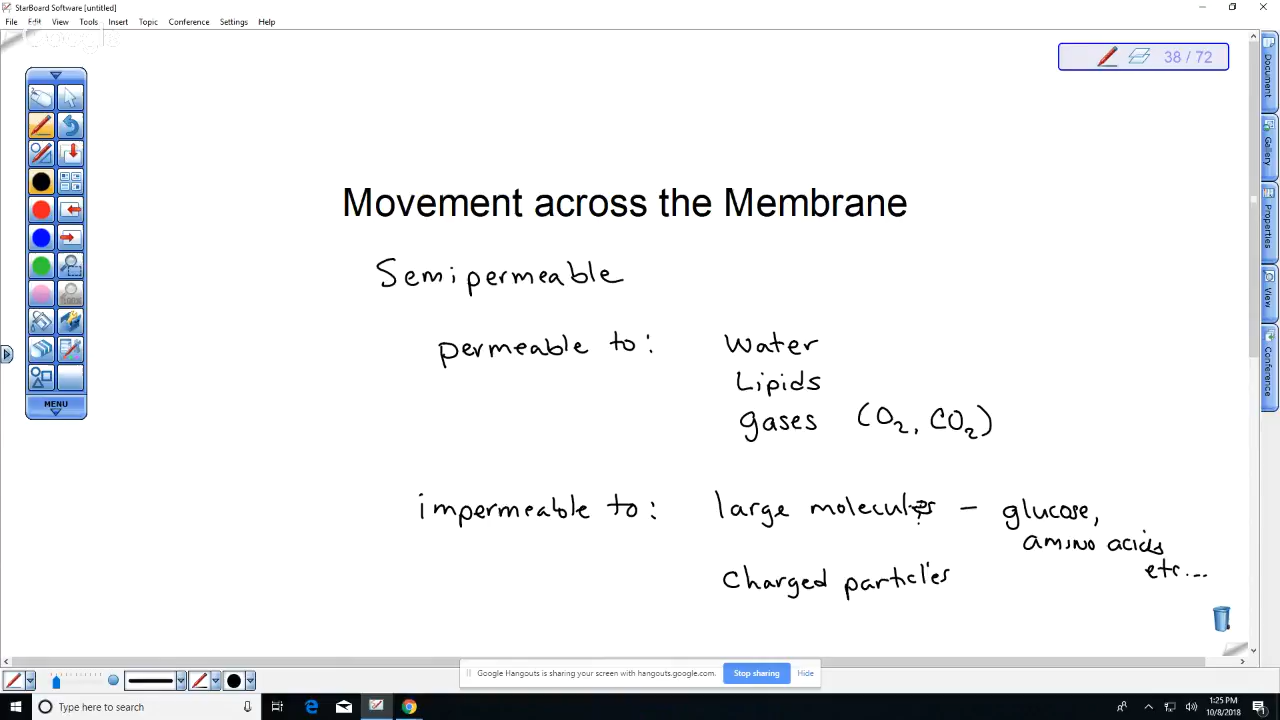 StarBoard Software [untitled]
File Edit View Tools Insert Topic Conference Settings Help
Google
38 / 72
Document
Gallery
Properties
View
Conference
MENU
Movement across the Membrane
Semipermeable
permeable to: Water
Lipids
gases (O₂, CO₂)
impermeable to: large molecules – glucose,
amino acids
etc...
Charged particles
Google Hangouts is sharing your screen with hangouts.google.com. Stop sharing Hide
Type here to search
1:25 PM
10/8/2018